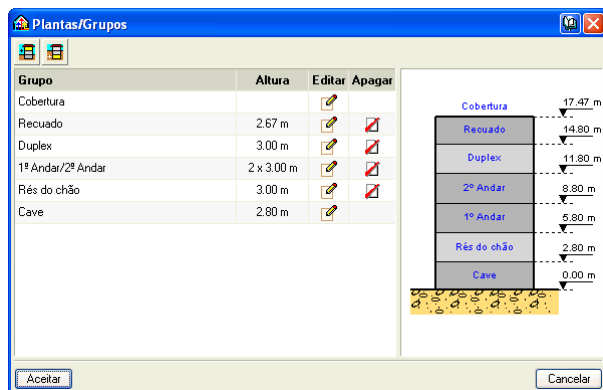 Plantas/Grupos
Grupo Altura Editar Apagar
Cobertura
Recuado 2.67 m
Duplex 3.00 m
1º Andar/2º Andar 2 x 3.00 m
Rés do chão 3.00 m
Cave 2.80 m
Cobertura 17.47 m
Recuado 14.80 m
Duplex 11.80 m
2º Andar 8.80 m
1º Andar 5.80 m
Rés do chão 2.80 m
Cave 0.00 m
Aceitar Cancelar